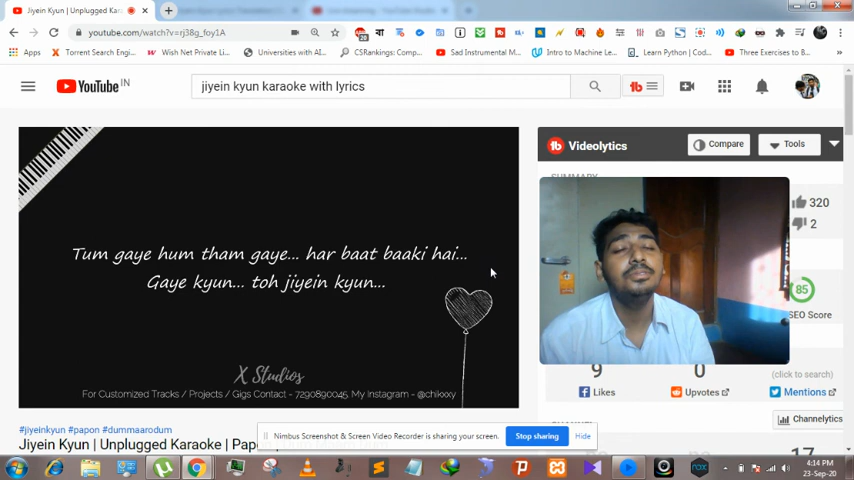 Jiyein Kyun | Unplugged Karao
youtube.com/watch?v=rj38g_foy1A
Apps
Torrent Search Engi...
Wish Net Private Li...
Universities with AI...
CSRankings: Comp...
Sad Instrumental M...
Intro to Machine Le...
Learn Python | Cod...
Three Exercises to B...
YouTube IN
jiyein kyun karaoke with lyrics
Videolytics
Compare
Tools
SUMMARY
320
2
Tum gaye hum tham gaye... har baat baaki hai...
Gaye kyun... toh jiyein kyun...
85
SEO Score
X Studios
For Customized Tracks / Projects / Gigs Contact - 7290890045. My Instagram - @chikxxy
9
0
(click to search)
Likes
Upvotes
Mentions
Channelytics
#jiyeinkyun #papon #dummaarodum
Jiyein Kyun | Unplugged Karaoke | Pap
Nimbus Screenshot & Screen Video Recorder is sharing your screen.
Stop sharing
Hide
17
4:14 PM
23-Sep-20